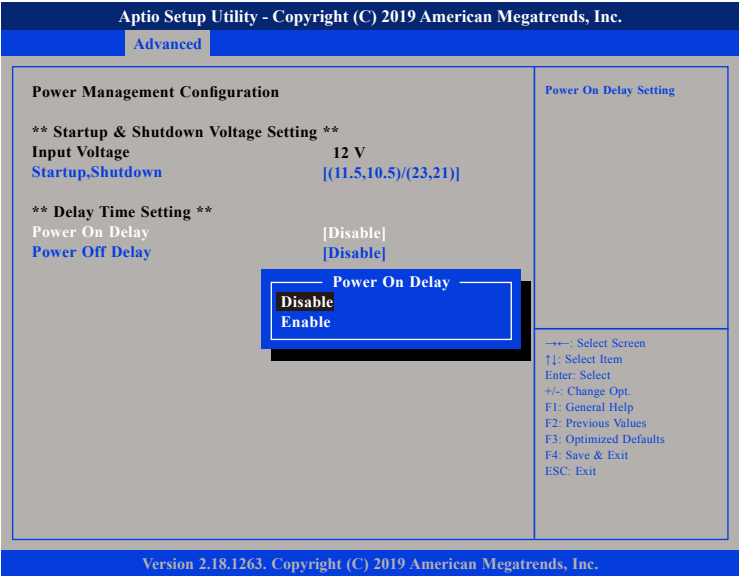 Aptio Setup Utility - Copyright (C) 2019 American Megatrends, Inc.
Advanced
Power Management Configuration
** Startup & Shutdown Voltage Setting **
Input Voltage 12 V
Startup,Shutdown [(11.5,10.5)/(23,21)]
** Delay Time Setting **
Power On Delay [Disable]
Power Off Delay [Disable]
Power On Delay
Disable
Enable
Power On Delay Setting
→←: Select Screen
↑↓: Select Item
Enter: Select
+/-: Change Opt.
F1: General Help
F2: Previous Values
F3: Optimized Defaults
F4: Save & Exit
ESC: Exit
Version 2.18.1263. Copyright (C) 2019 American Megatrends, Inc.